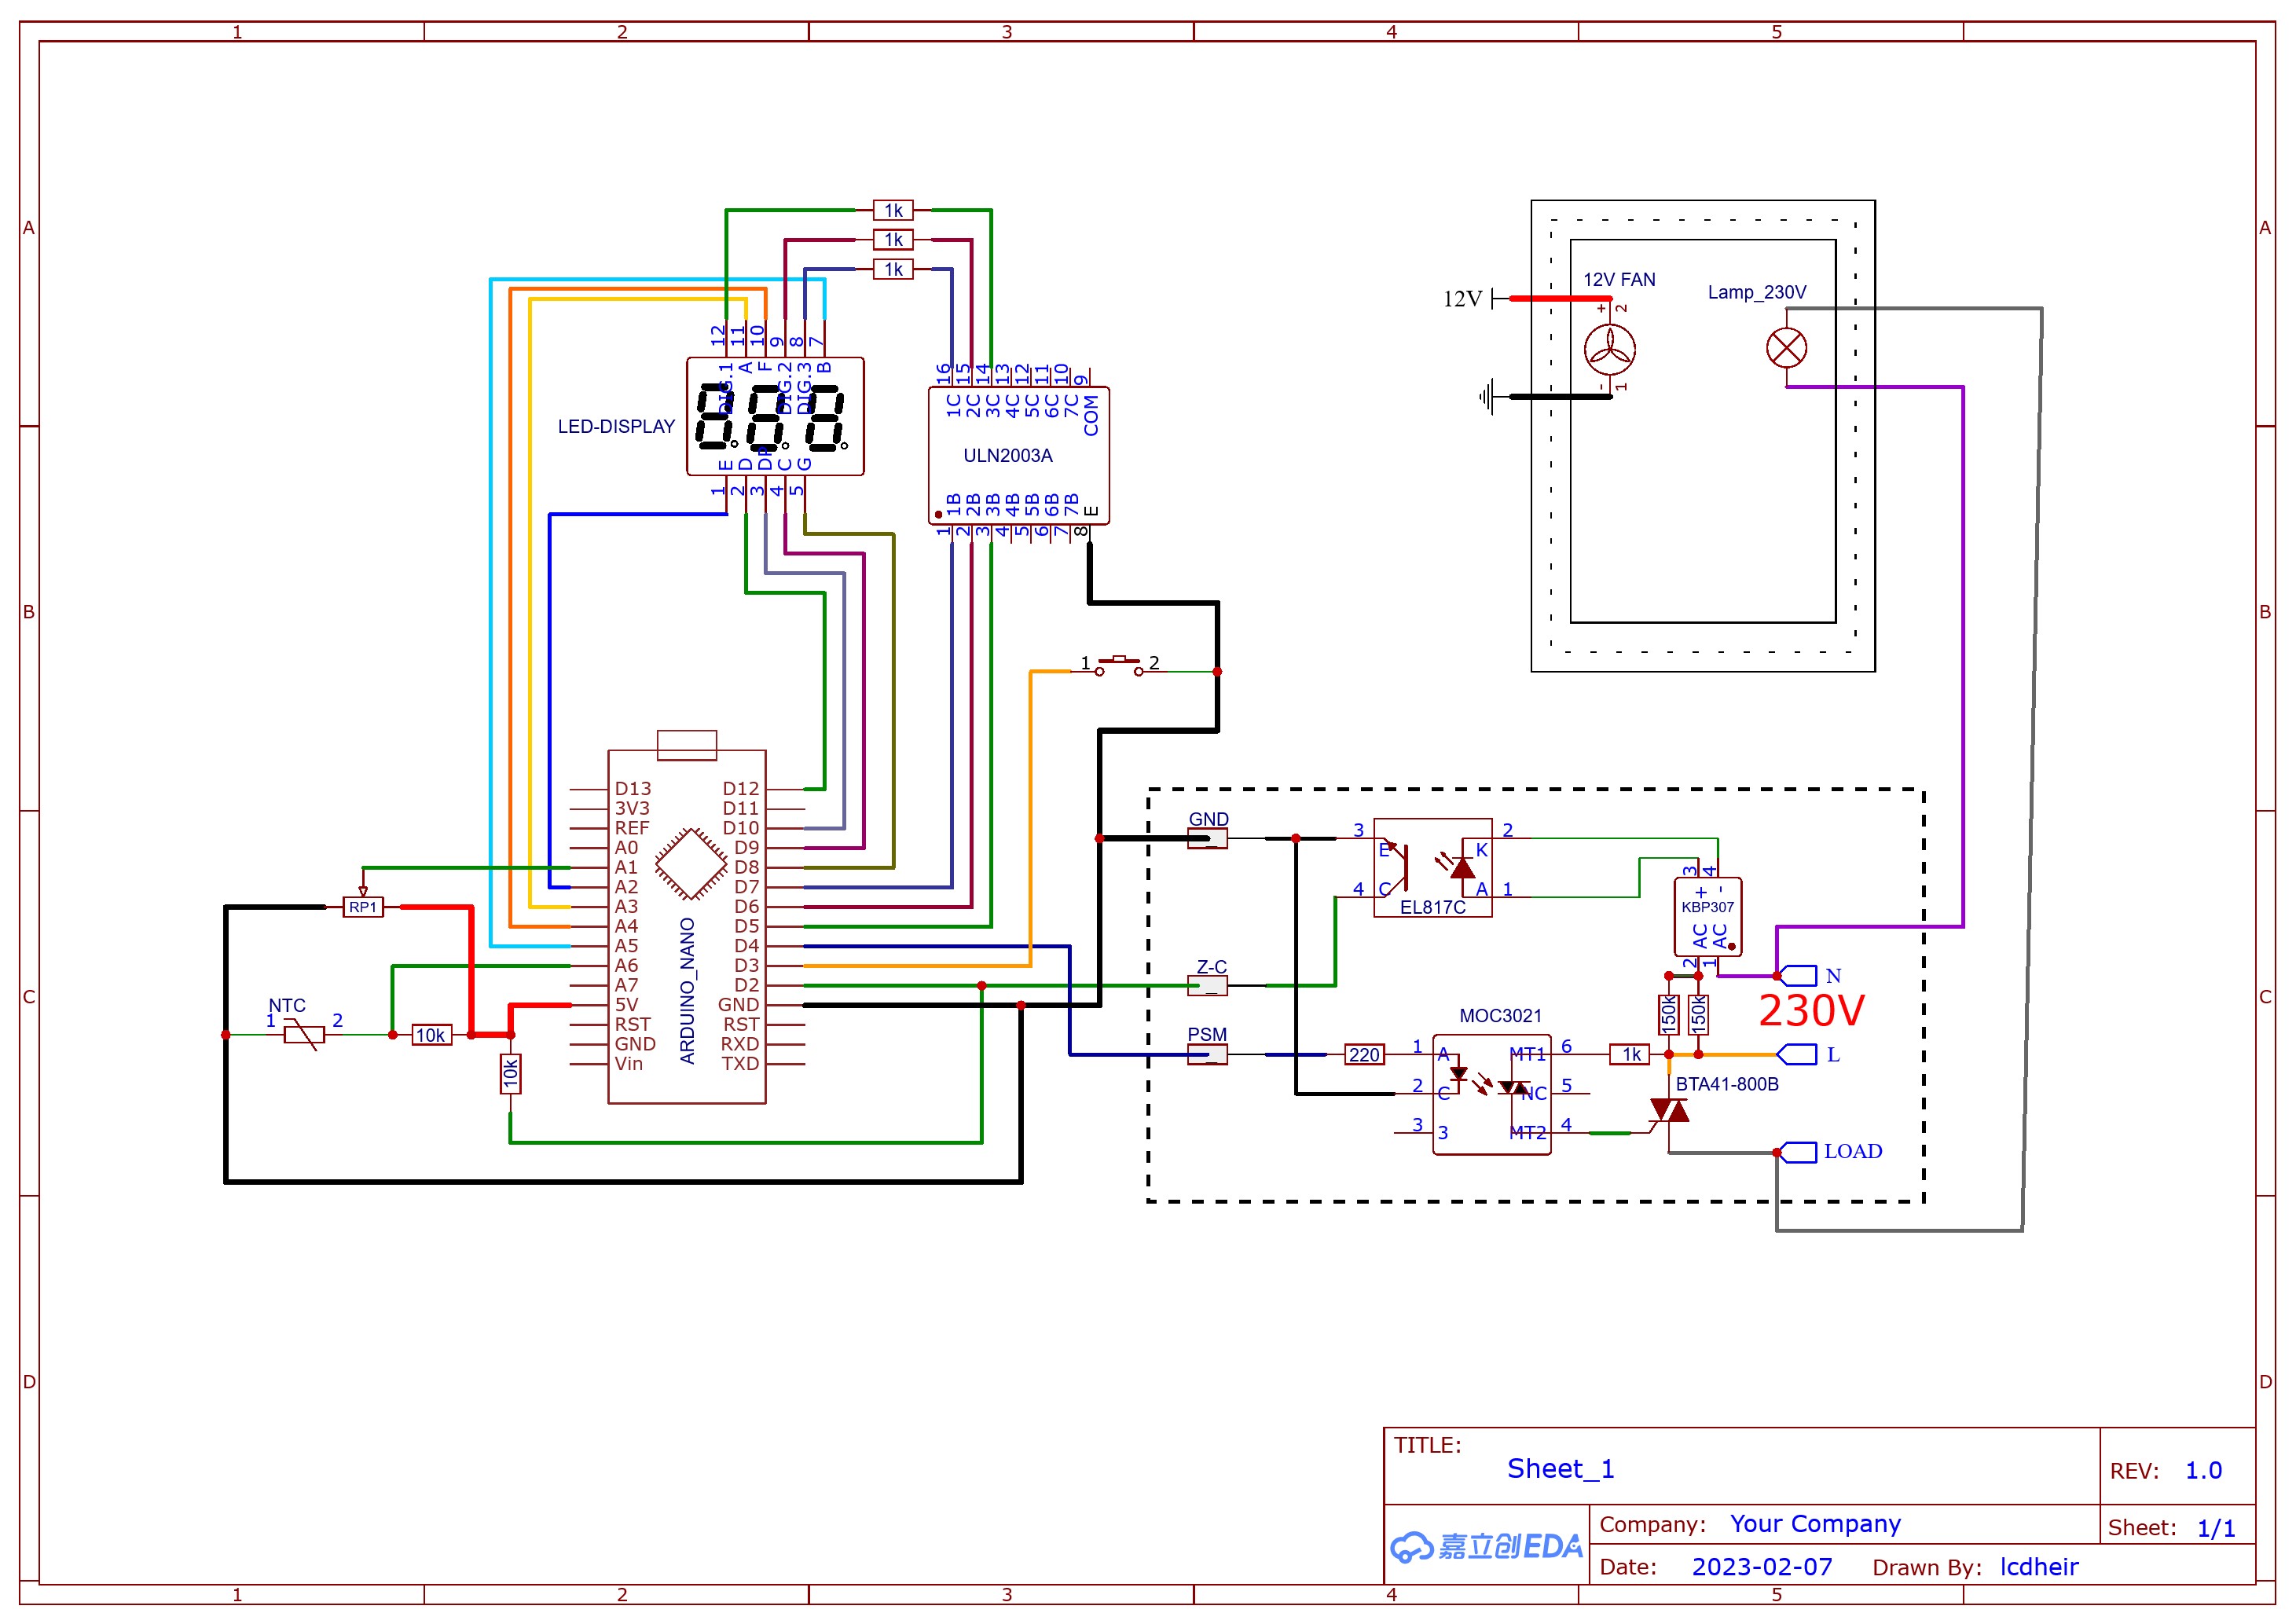 1 2 3 4 5
A A
1k
1k
1k
12V FAN
Lamp_230V
12V
+ 2
- 1
12 11 10 9 8 7
DIG.1 A F DIG.2 DIG.3 B
LED-DISPLAY
E D DP C G
1 2 3 4 5
16 15 14 13 12 11 10 9
1C 2C 3C 4C 5C 6C 7C COM
ULN2003A
1B 2B 3B 4B 5B 6B 7B E
1 2 3 4 5 6 7 8
B B
1 2
D13 D12
3V3 D11
REF D10
A0 D9
A1 D8
A2 D7
A3 D6
A4 D5
A5 D4
A6 D3
A7 D2
5V GND
RST RST
GND RXD
Vin TXD
ARDUINO_NANO
RP1
NTC
1 2
10k
10k
GND
3 E K 2
4 C A 1
EL817C
3 4
+ -
KBP307
AC AC
2 1
Z-C
N
230V
150k 150k
C C
PSM
220
MOC3021
1 A MT1 6
2 C NC 5
3 3 MT2 4
1k
L
BTA41-800B
LOAD
D D
TITLE:
Sheet_1
REV: 1.0
嘉立创EDA
Company: Your Company
Sheet: 1/1
Date: 2023-02-07 Drawn By: lcdheir
1 2 3 4 5